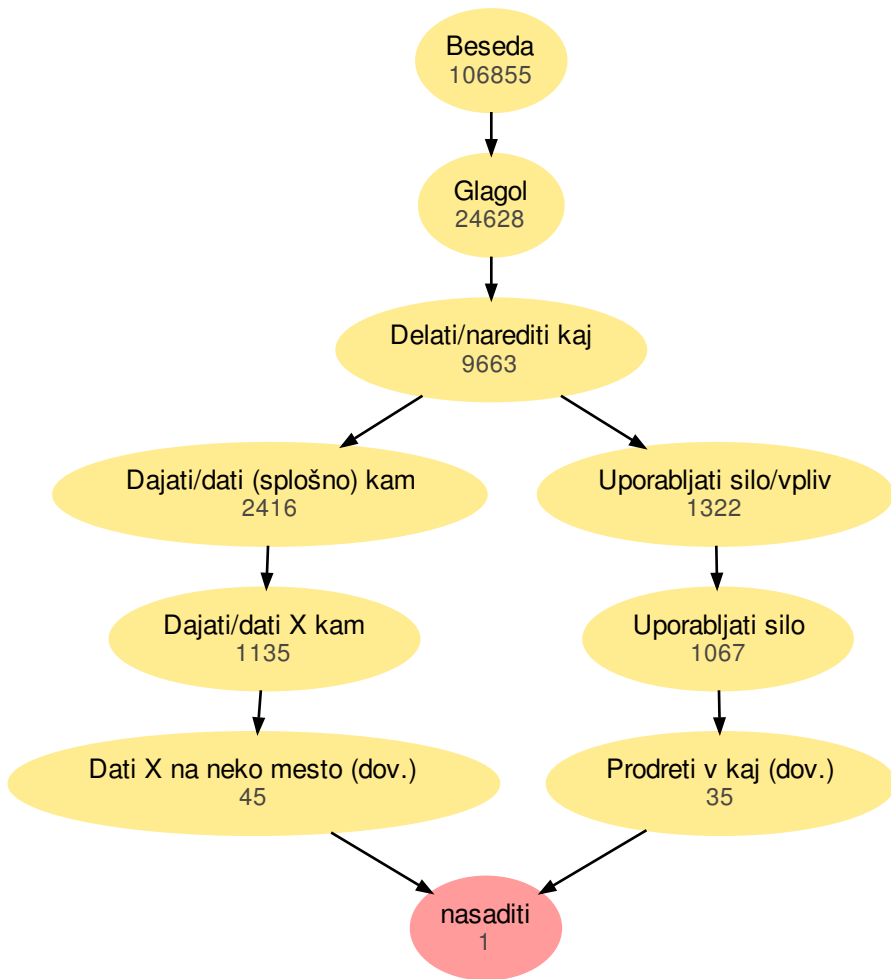 Beseda
106855
Glagol
24628
Delati/narediti kaj
9663
Dajati/dati (splošno) kam
2416
Uporabljati silo/vpliv
1322
Dajati/dati X kam
1135
Uporabljati silo
1067
Dati X na neko mesto (dov.)
45
Prodreti v kaj (dov.)
35
nasaditi
1